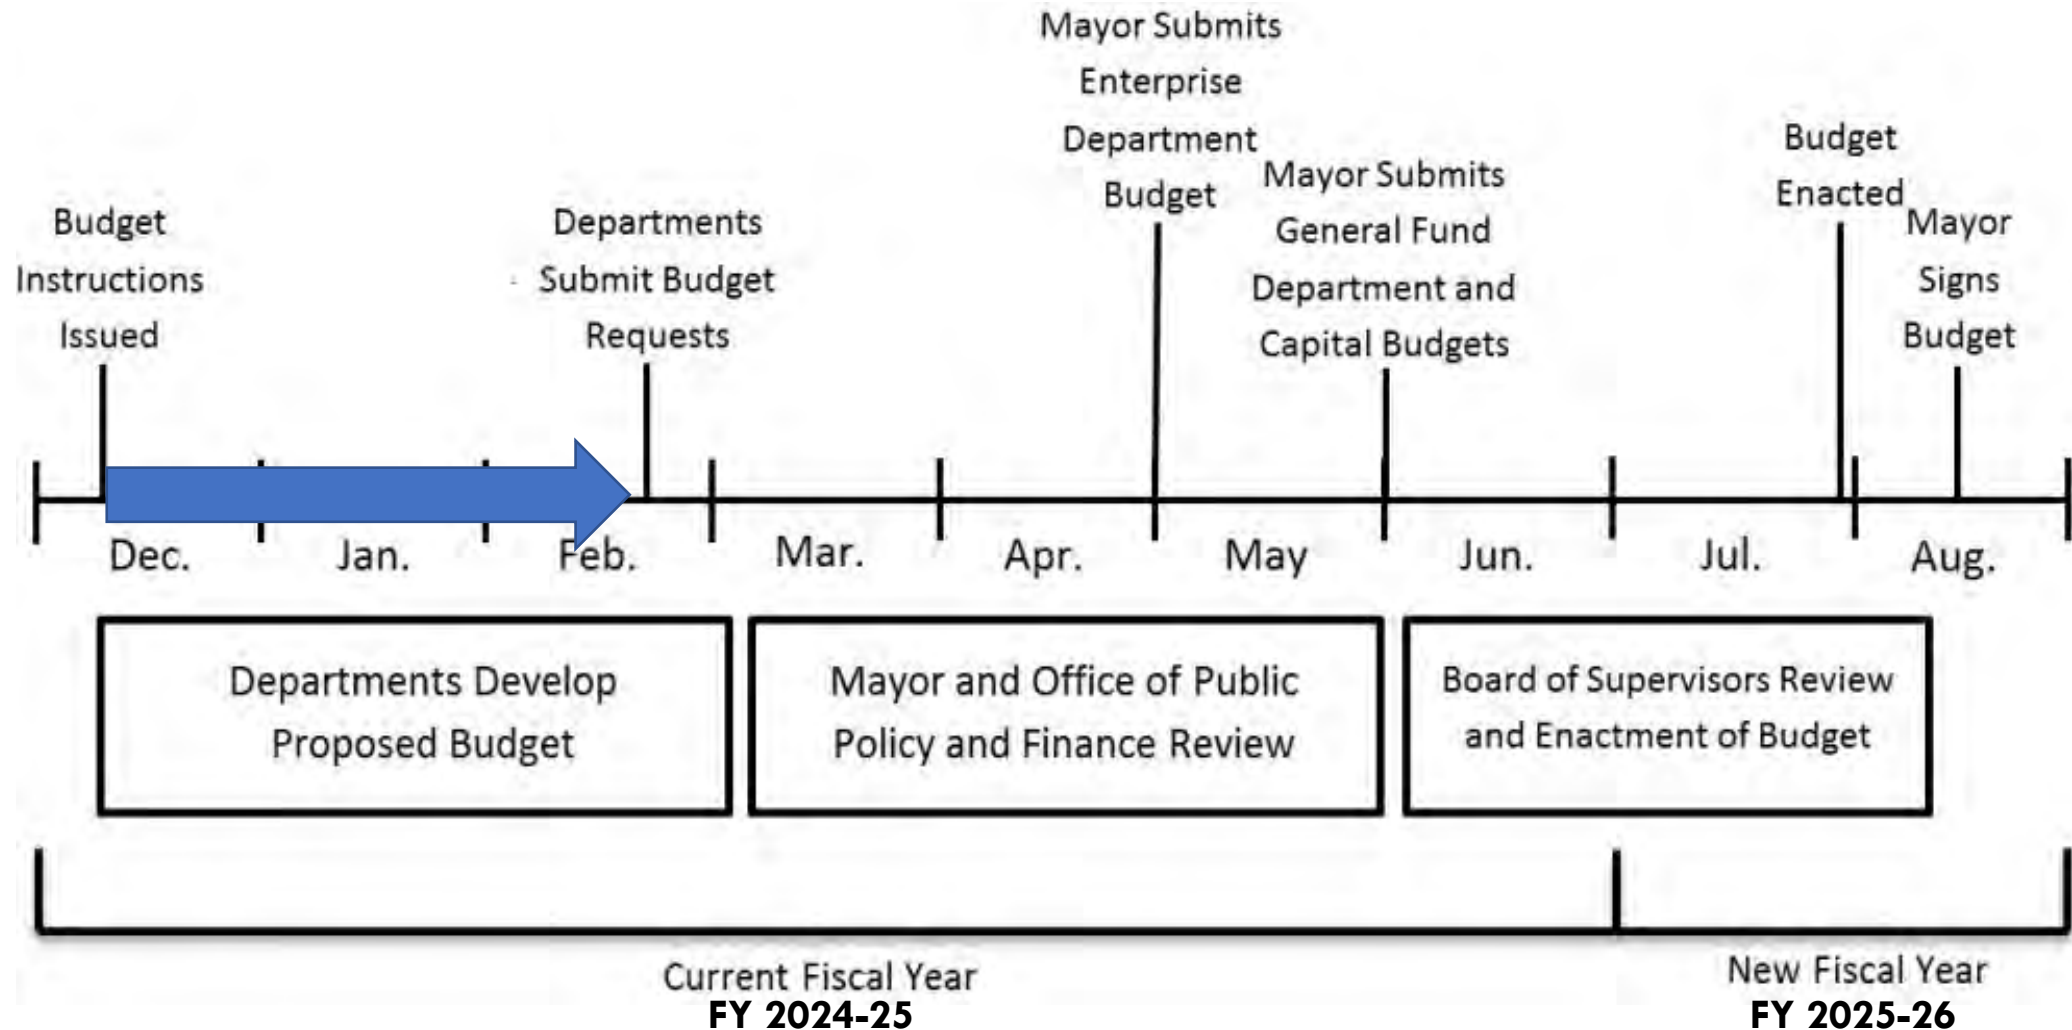 Mayor Submits
Enterprise
Department
Budget
Budget
Enacted
Mayor Submits
General Fund
Department and
Capital Budgets
Budget
Instructions
Issued
Departments
Submit Budget
Requests
Mayor
Signs
Budget
Dec.
Jan.
Feb.
Mar.
Apr.
May
Jun.
Jul.
Aug.
Departments Develop
Proposed Budget
Mayor and Office of Public
Policy and Finance Review
Board of Supervisors Review
and Enactment of Budget
Current Fiscal Year
FY 2024-25
New Fiscal Year
FY 2025-26